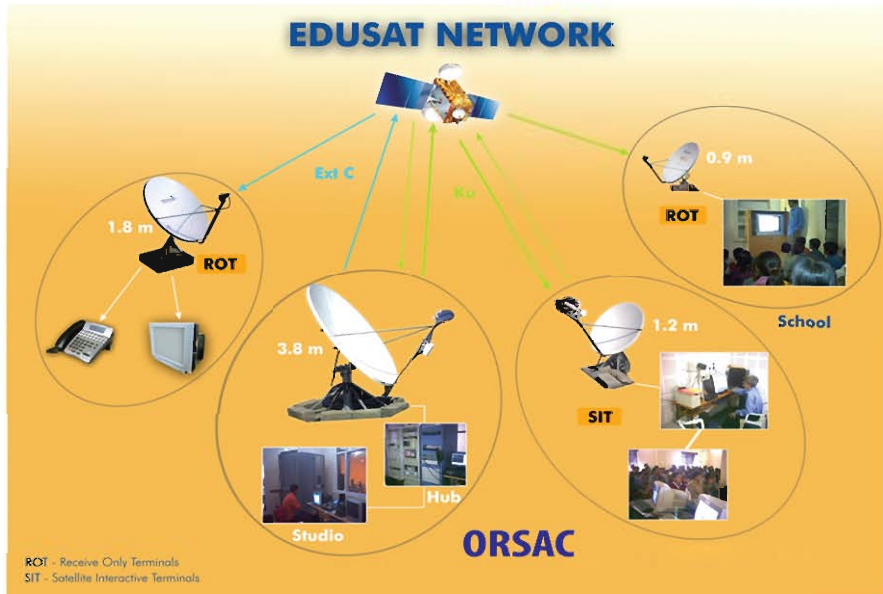 EDUSAT NETWORK
Ext C
Ku
0.9 m
ROT
School
1.8 m
ROT
3.8 m
Hub
Studio
1.2 m
SIT
ORSAC
ROT - Receive Only Terminals
SIT - Satellite Interactive Terminals